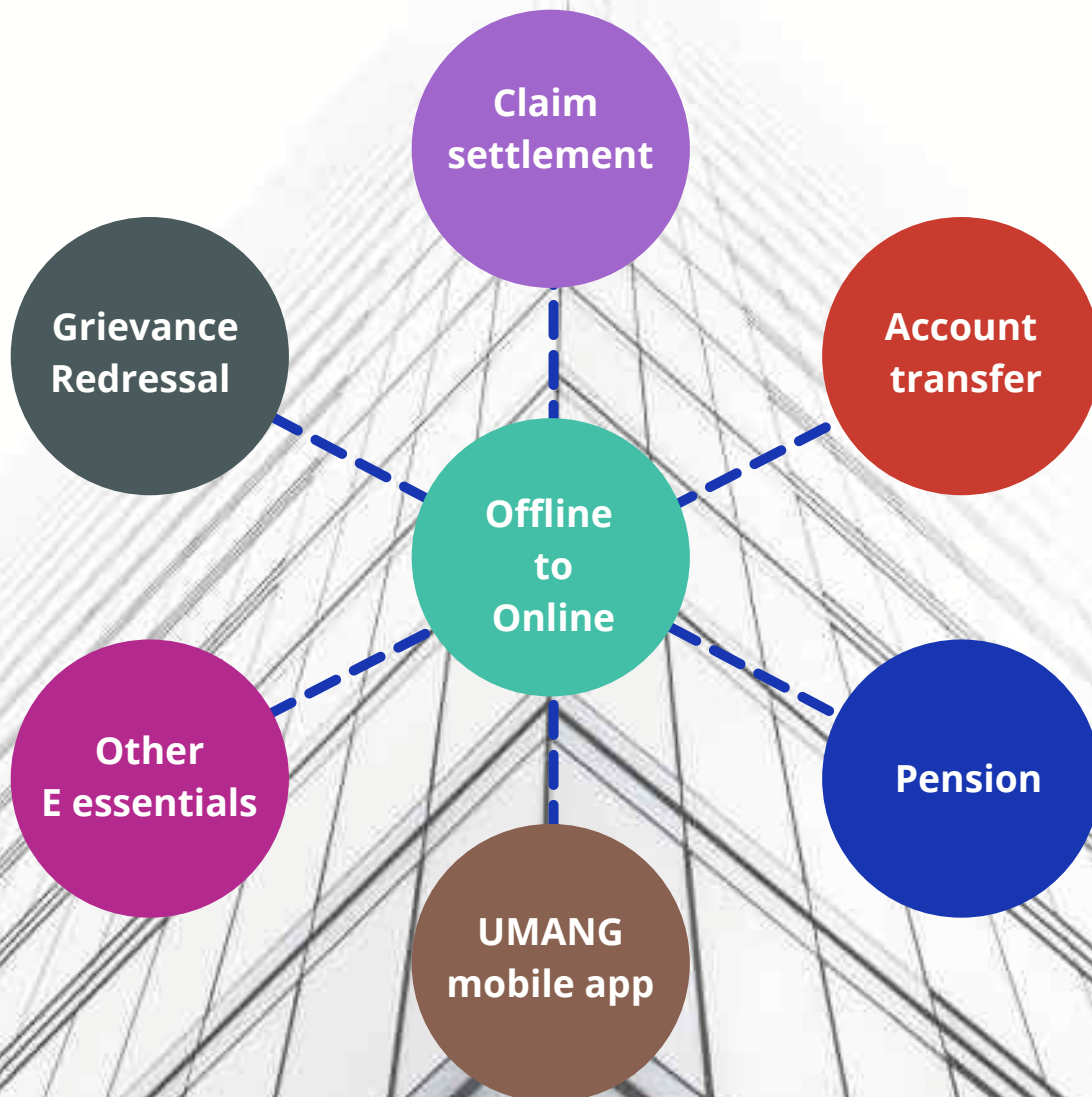 Claim
settlement
Grievance
Redressal
Account
transfer
Offline
to
Online
Other
E essentials
Pension
UMANG
mobile app